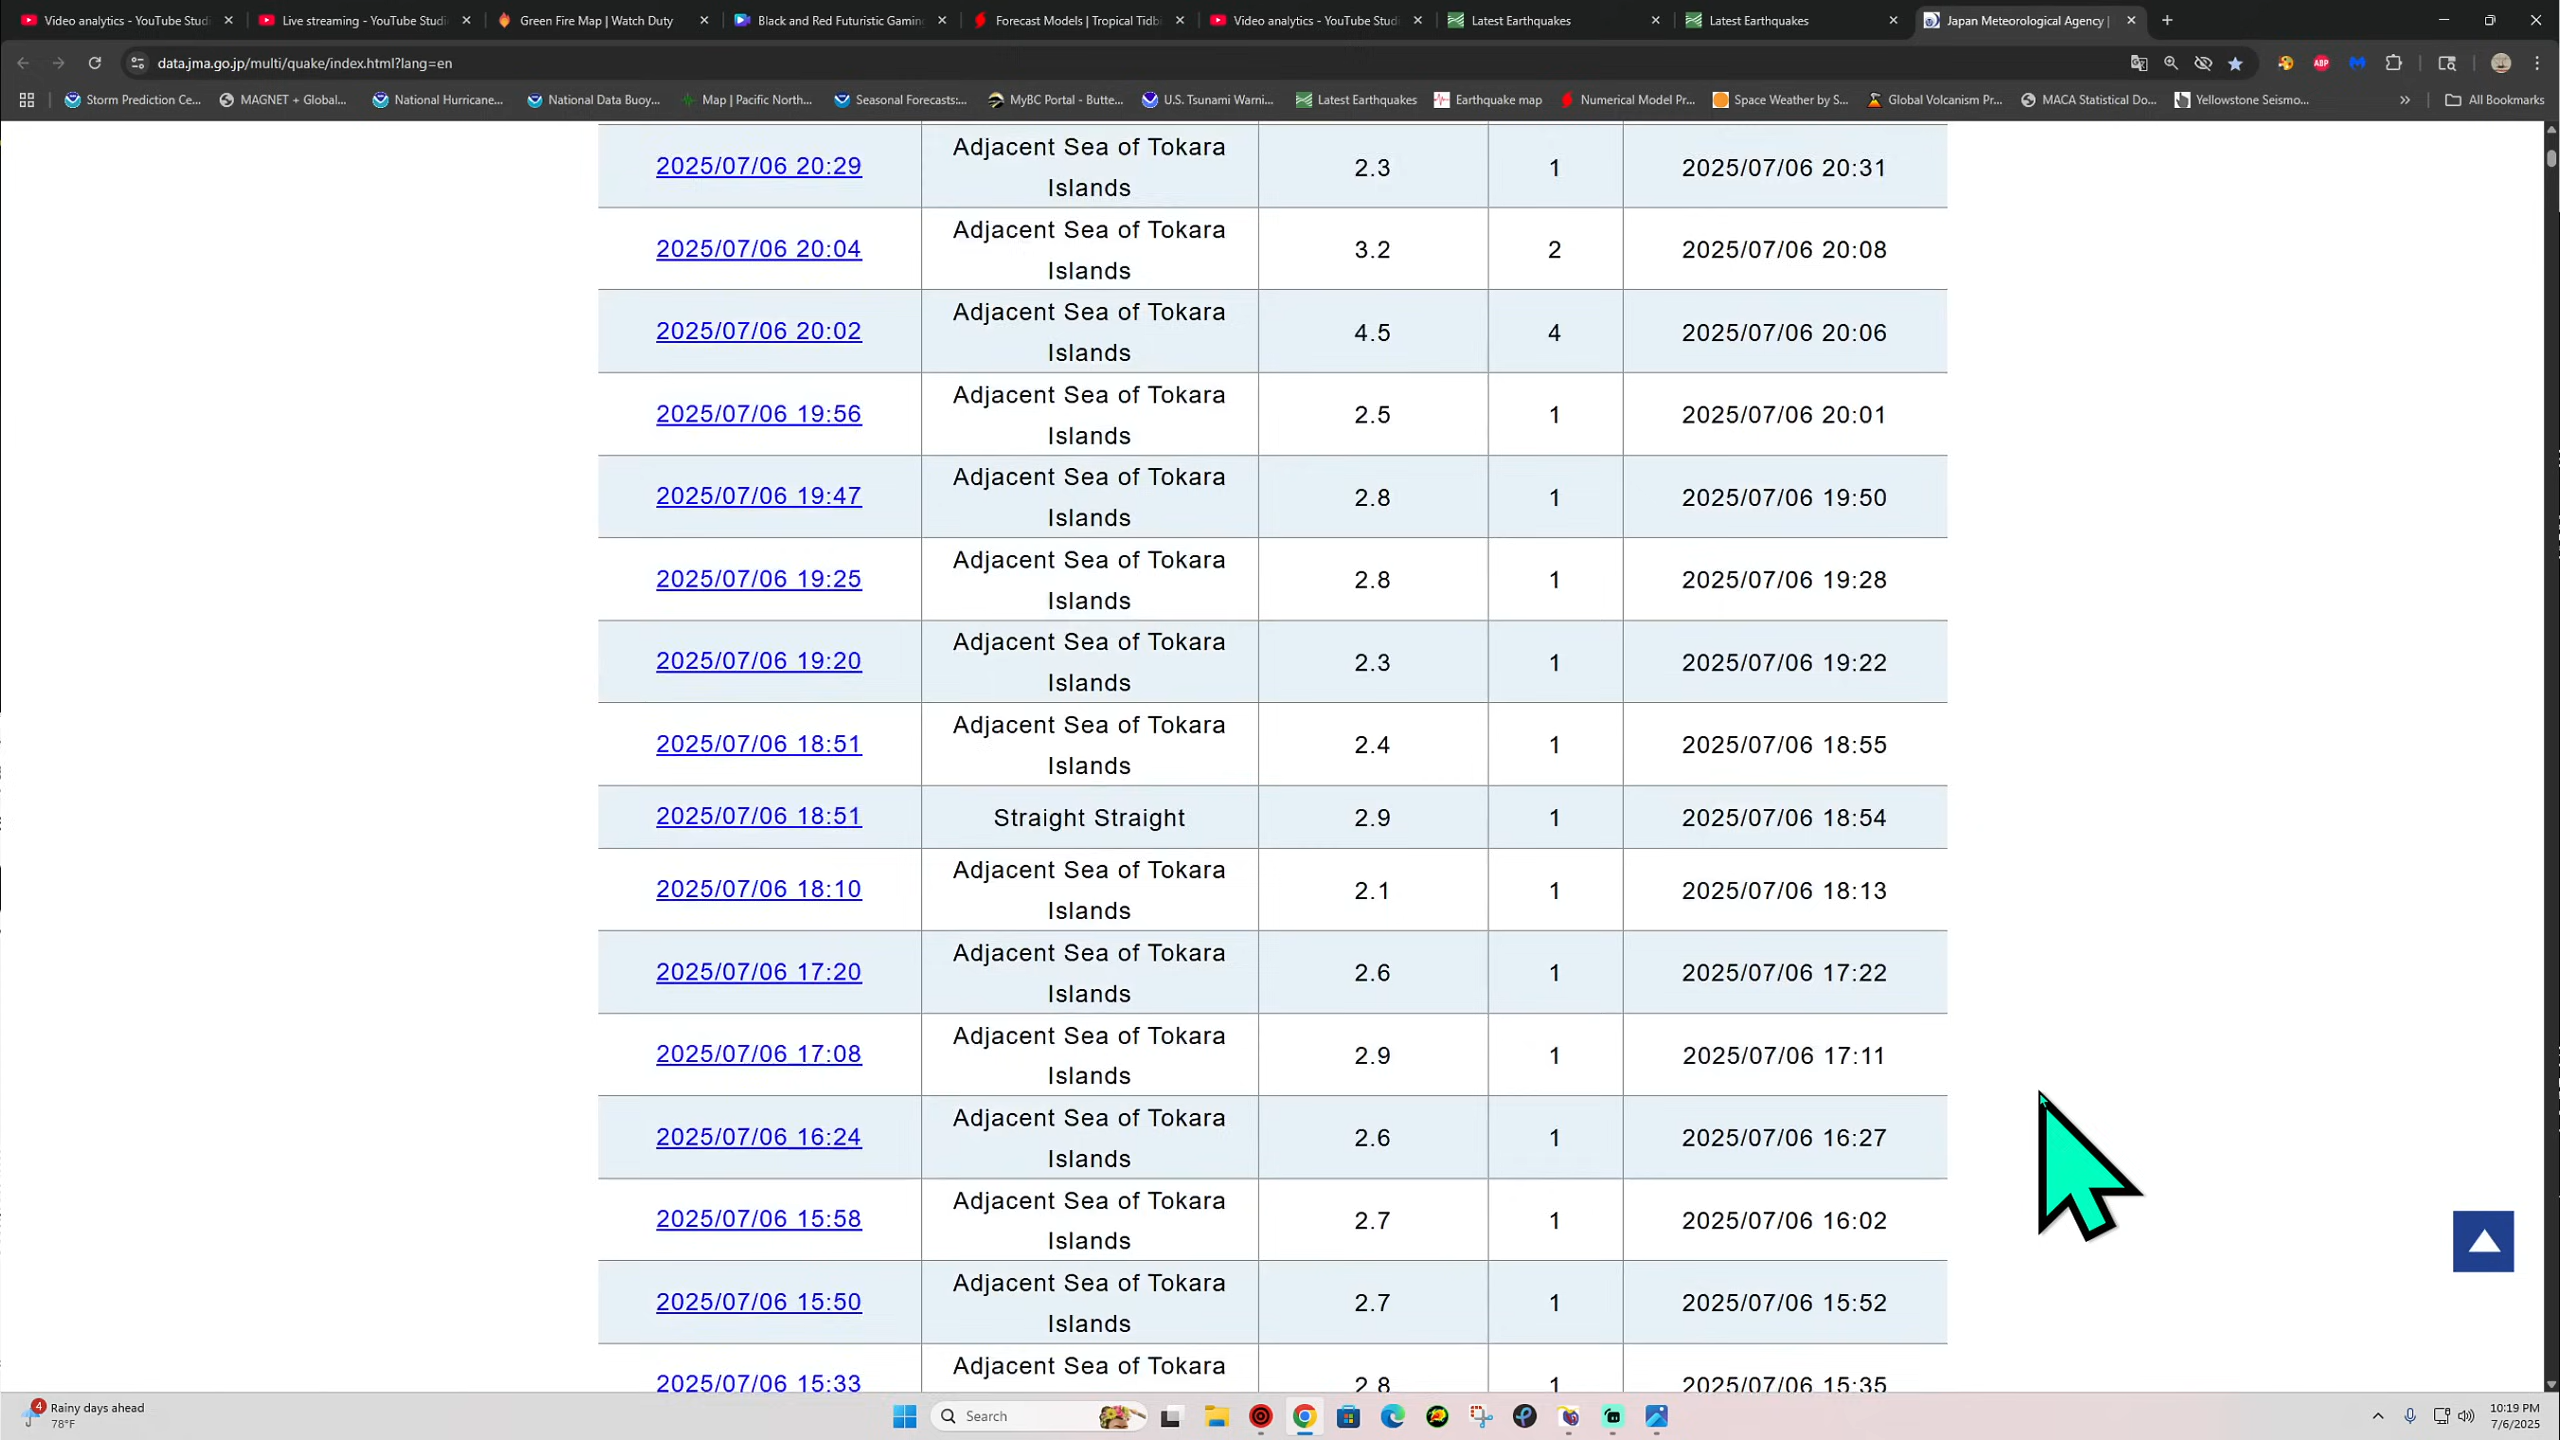 Video analytics - YouTube Studi
Live streaming - YouTube Studi
Green Fire Map | Watch Duty
Black and Red Futuristic Gamin
Forecast Models | Tropical Tidbi
Video analytics - YouTube Studi
Latest Earthquakes
Latest Earthquakes
Japan Meteorological Agency |
data.jma.go.jp/multi/quake/index.html?lang=en
ABP
Storm Prediction Ce...
MAGNET + Global...
National Hurricane...
National Data Buoy...
Map | Pacific North...
Seasonal Forecasts:...
MyBC Portal - Butte...
U.S. Tsunami Warni...
Latest Earthquakes
Earthquake map
Numerical Model Pr...
Space Weather by S...
Global Volcanism Pr...
MACA Statistical Do...
Yellowstone Seismo...
All Bookmarks
2025/07/06 20:29 Adjacent Sea of Tokara 2.3 1 2025/07/06 20:31
Islands
2025/07/06 20:04 Adjacent Sea of Tokara 3.2 2 2025/07/06 20:08
Islands
2025/07/06 20:02 Adjacent Sea of Tokara 4.5 4 2025/07/06 20:06
Islands
2025/07/06 19:56 Adjacent Sea of Tokara 2.5 1 2025/07/06 20:01
Islands
2025/07/06 19:47 Adjacent Sea of Tokara 2.8 1 2025/07/06 19:50
Islands
2025/07/06 19:25 Adjacent Sea of Tokara 2.8 1 2025/07/06 19:28
Islands
2025/07/06 19:20 Adjacent Sea of Tokara 2.3 1 2025/07/06 19:22
Islands
2025/07/06 18:51 Adjacent Sea of Tokara 2.4 1 2025/07/06 18:55
Islands
2025/07/06 18:51 Straight Straight 2.9 1 2025/07/06 18:54
2025/07/06 18:10 Adjacent Sea of Tokara 2.1 1 2025/07/06 18:13
Islands
2025/07/06 17:20 Adjacent Sea of Tokara 2.6 1 2025/07/06 17:22
Islands
2025/07/06 17:08 Adjacent Sea of Tokara 2.9 1 2025/07/06 17:11
Islands
2025/07/06 16:24 Adjacent Sea of Tokara 2.6 1 2025/07/06 16:27
Islands
2025/07/06 15:58 Adjacent Sea of Tokara 2.7 1 2025/07/06 16:02
Islands
2025/07/06 15:50 Adjacent Sea of Tokara 2.7 1 2025/07/06 15:52
Islands
2025/07/06 15:33 Adjacent Sea of Tokara 2.8 1 2025/07/06 15:35
4
Rainy days ahead
78°F
Search
10:19 PM
7/6/2025